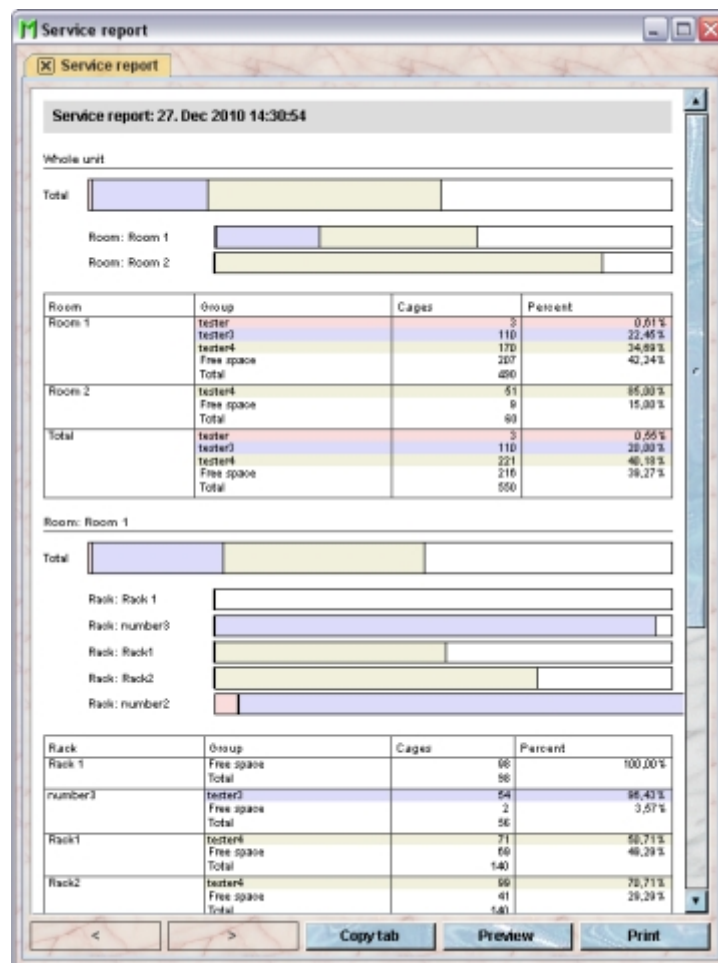 Service report
Service report
Service report: 27. Dec 2010 14:30:54
Whole unit
Total
Room: Room 1
Room: Room 2
Room Group Cages Percent
Room 1 tester 3 0,61%
tester3 110 22,45%
tester4 170 34,69%
Free space 207 42,24%
Total 490
Room 2 tester4 51 85,00%
Free space 9 15,00%
Total 60
Total tester 3 0,55%
tester3 110 20,00%
tester4 221 40,18%
Free space 216 39,27%
Total 550
Room: Room 1
Total
Rack: Rack 1
Rack: number3
Rack: Rack1
Rack: Rack2
Rack: number2
Rack Group Cages Percent
Rack 1 Free space 98 100,00%
Total 98
number3 tester3 54 96,43%
Free space 2 3,57%
Total 56
Rack1 tester4 71 50,71%
Free space 69 49,29%
Total 140
Rack2 tester4 99 70,71%
Free space 41 29,29%
Total 140
< > Copy tab Preview Print